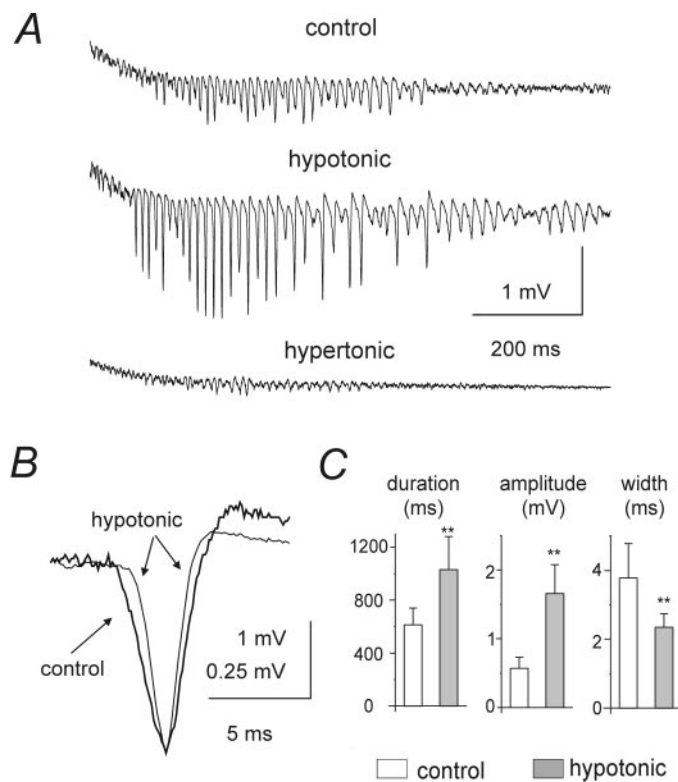 A
control
hypotonic
1 mV
200 ms
hypertonic
B
hypotonic
control
1 mV
0.25 mV
5 ms
C
duration (ms)
amplitude (mV)
width (ms)
**
**
**
1200
800
400
0
2
1
0
4
2
0
control
hypotonic